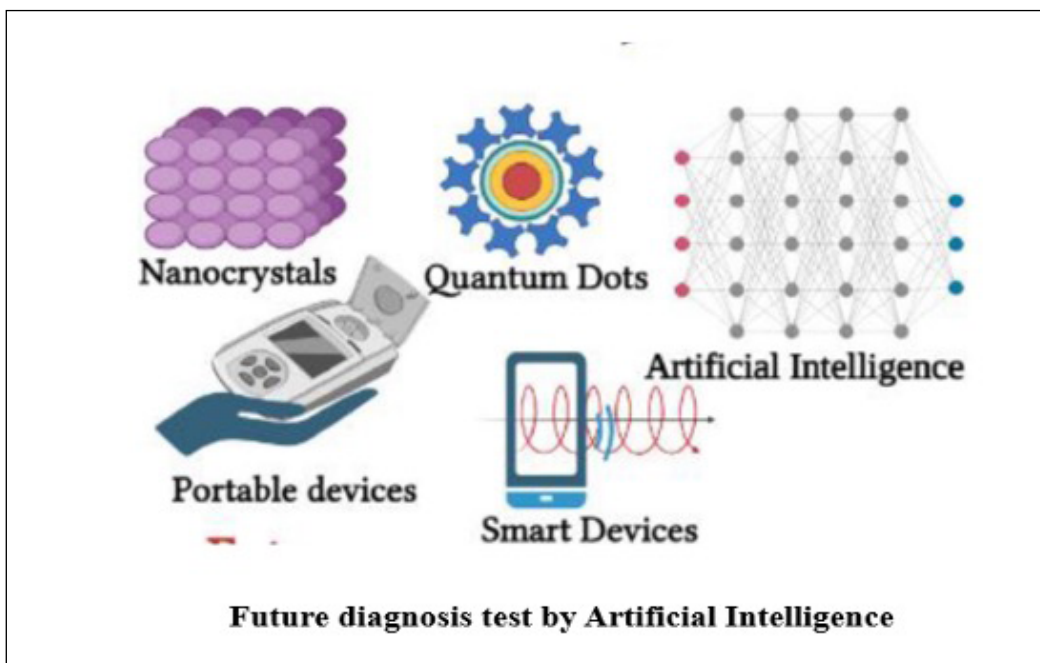 Nanocrystals
Quantum Dots
Artificial Intelligence
Portable devices
Smart Devices
Future diagnosis test by Artificial Intelligence